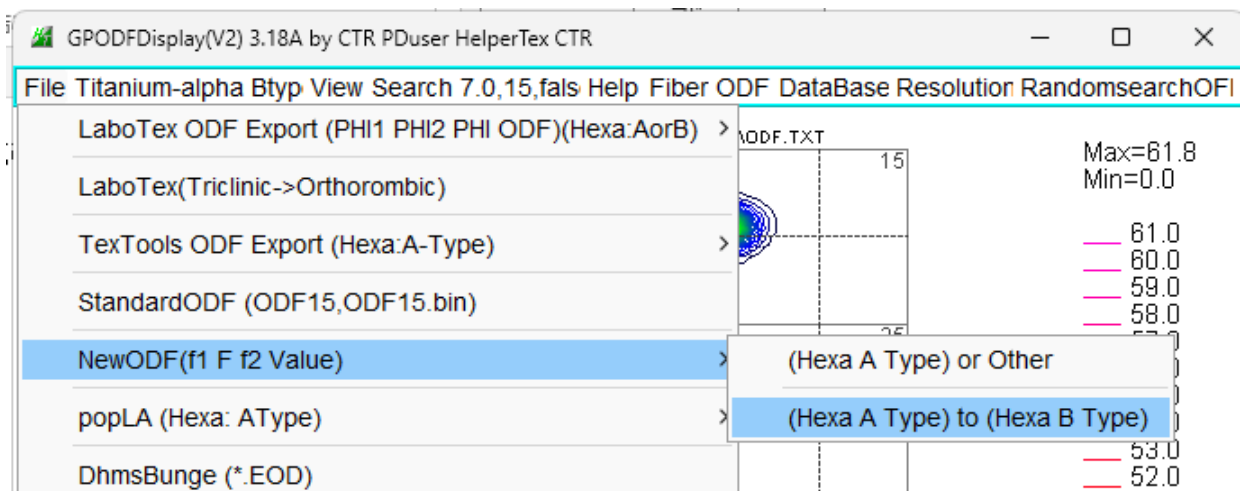 GPODFDisplay(V2) 3.18A by CTR PDuser HelperTex CTR
File Titanium-alpha Btyp View Search 7.0,15,fals Help Fiber ODF DataBase Resolution RandomsearchOFI
LaboTex ODF Export (PHI1 PHI2 PHI ODF)(Hexa:AorB)
ODF.TXT
15
Max=61.8
Min=0.0
LaboTex(Triclinic->Orthorombic)
TexTools ODF Export (Hexa:A-Type)
61.0
60.0
59.0
58.0
StandardODF (ODF15,ODF15.bin)
NewODF(f1 F f2 Value)
(Hexa A Type) or Other
popLA (Hexa: AType)
(Hexa A Type) to (Hexa B Type)
53.0
52.0
DhmsBunge (*.EOD)